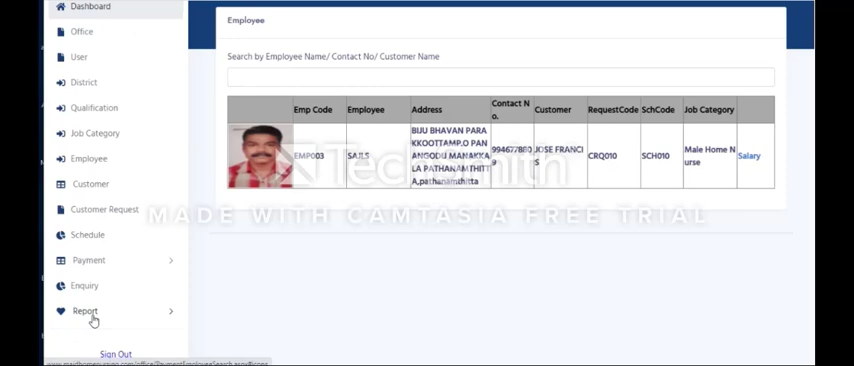 Dashboard
Office
User
District
Qualification
Job Category
Employee
Customer
Customer Request
Schedule
Payment
Enquiry
Report
Sign Out
Employee
Search by Employee Name/ Contact No/ Customer Name
Emp Code Employee Address Contact N
o. Customer RequestCode SchCode Job Category
EMP003 SAJI.S
BIJU BHAVAN PARA
KKOOTTAMP,O PAN
ANGODU MANAKKA
LA PATHANAMTHITT
A,pathanamthitta
994677880
9
JOSE FRANCI
S
CRQ010
SCH010
Male Home N
urse
Salary
TechSmith
MADE WITH CAMTASIA FREE TRIAL